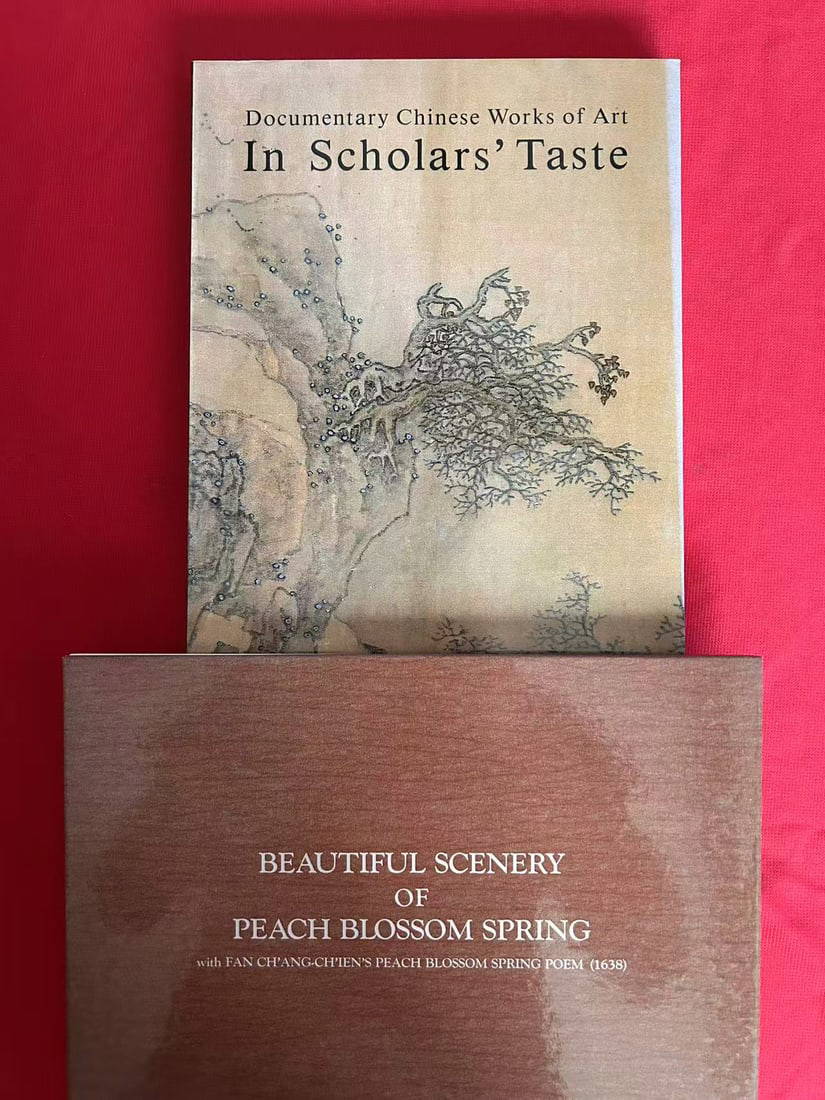 Documentary Chinese Works of Art
In Scholars’ Taste
BEAUTIFUL SCENERY
OF
PEACH BLOSSOM SPRING
with FAN CH’ANG-CH’IEN’S PEACH BLOSSOM SPRING POEM (1638)